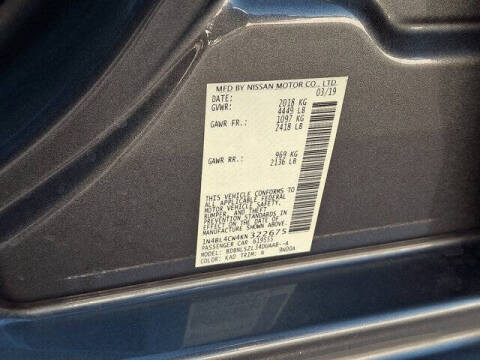 MFD BY NISSAN MOTOR CO., LTD.
DATE: 03/19
GVWR: 2018 KG
4449 LB
GAWR FR.: 1097 KG
2418 LB
GAWR RR.: 969 KG
2136 LB
THIS VEHICLE CONFORMS TO
ALL APPLICABLE FEDERAL
MOTOR VEHICLE SAFETY,
BUMPER, AND THEFT
PREVENTION STANDARDS
IN EFFECT ON THE DATE OF
MANUFACTURE SHOWN ABOVE.
1N4BL4CW4KN322675
PASSENGER CAR
MODEL:
COLOR: KAD TRIM: